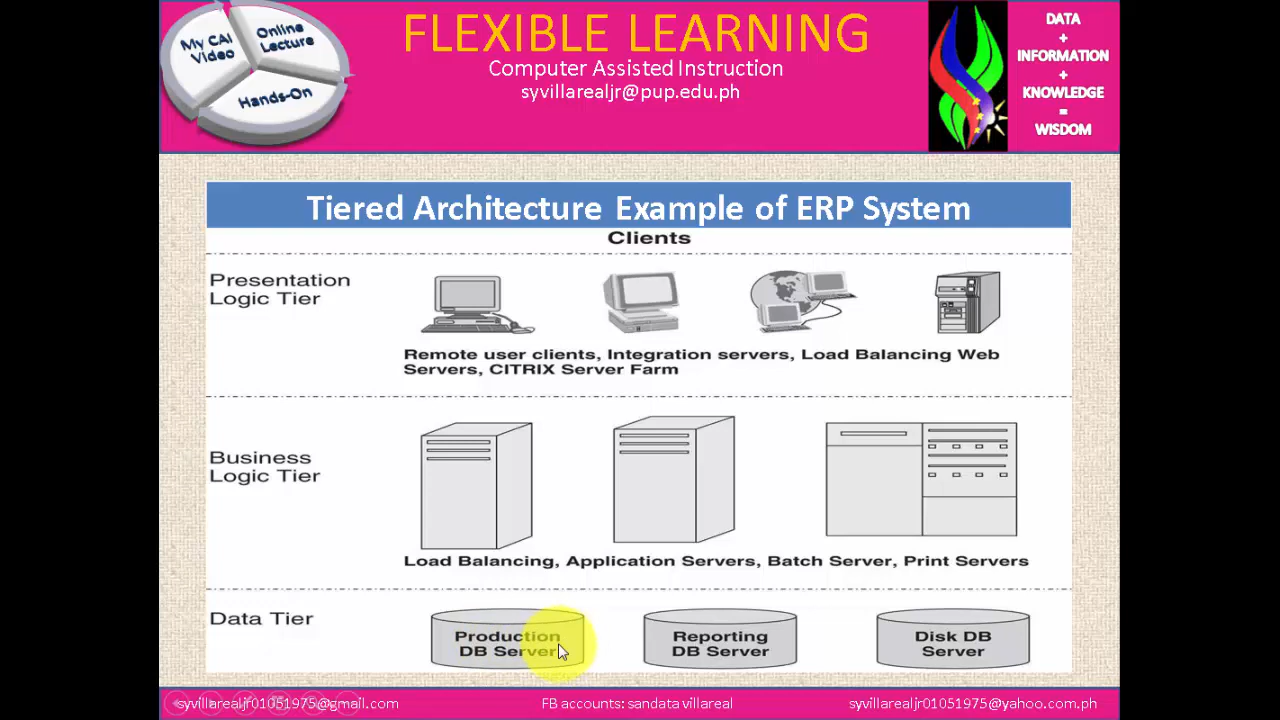 My CAI
Video
Online
Lecture
Hands-On
FLEXIBLE LEARNING
Computer Assisted Instruction
syvillarealjr@pup.edu.ph
DATA
+
INFORMATION
+
KNOWLEDGE
=
WISDOM
Tiered Architecture Example of ERP System
Clients
Presentation
Logic Tier
Remote user clients, Integration servers, Load Balancing Web
Servers, CITRIX Server Farm
Business
Logic Tier
Load Balancing, Application Servers, Batch Server, Print Servers
Data Tier
Production
DB Server
Reporting
DB Server
Disk DB
Server
syvillarealjr01051975@gmail.com
FB accounts: sandata villareal
syvillarealjr01051975@yahoo.com.ph